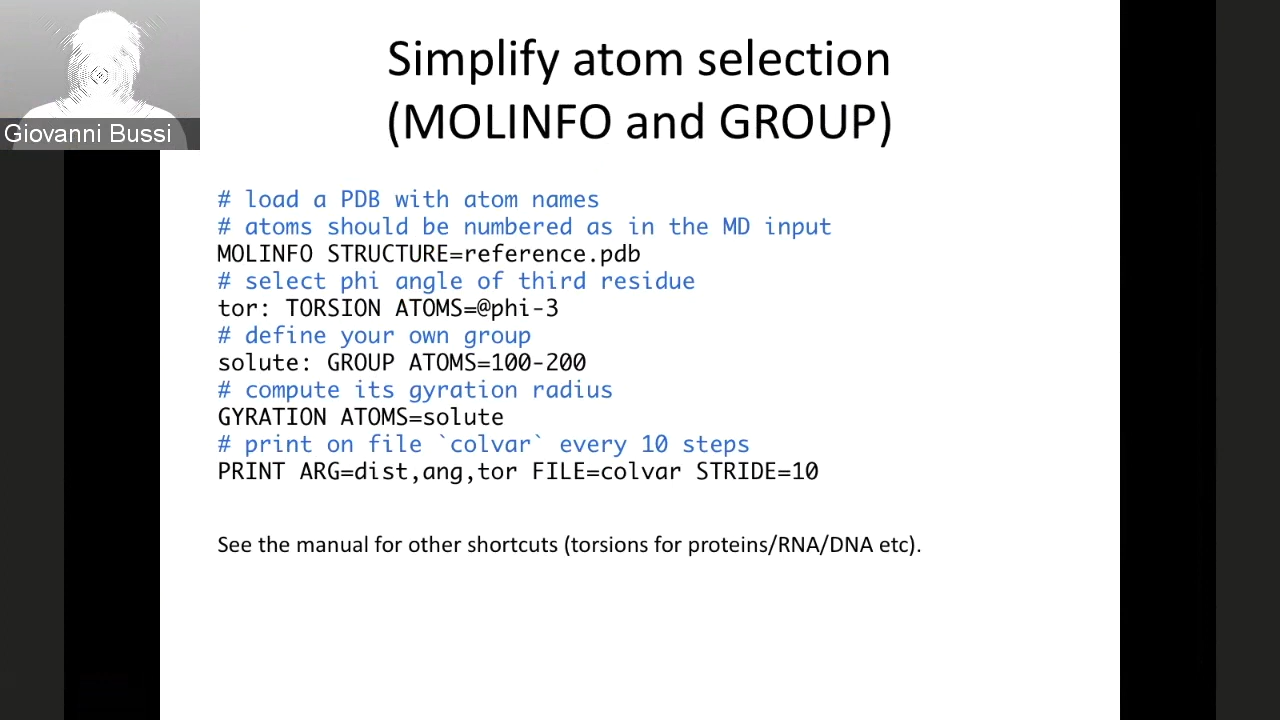 Simplify atom selection
(MOLINFO and GROUP)
Giovanni Bussi
# load a PDB with atom names
# atoms should be numbered as in the MD input
MOLINFO STRUCTURE=reference.pdb
# select phi angle of third residue
tor: TORSION ATOMS=@phi-3
# define your own group
solute: GROUP ATOMS=100-200
# compute its gyration radius
GYRATION ATOMS=solute
# print on file `colvar` every 10 steps
PRINT ARG=dist,ang,tor FILE=colvar STRIDE=10
See the manual for other shortcuts (torsions for proteins/RNA/DNA etc).